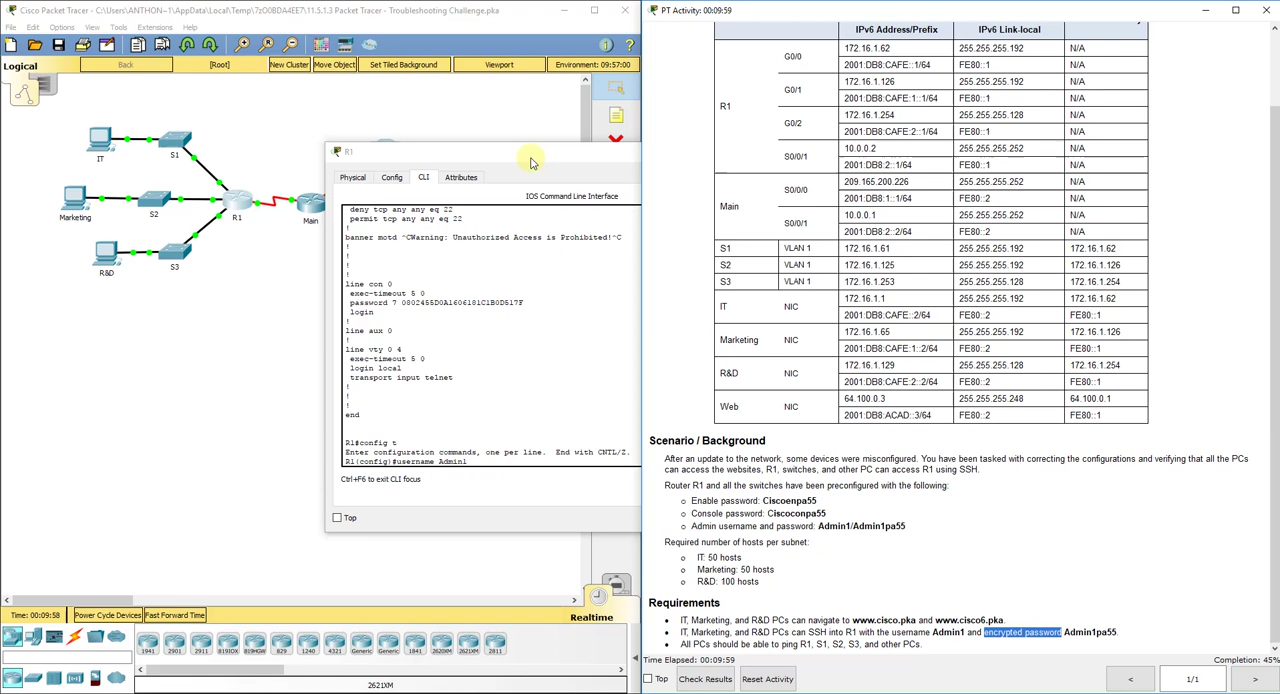 Cisco Packet Tracer - C:\Users\ANTHON~1\AppData\Local\Temp\7zO0BDA4EE7\11.5.1.3 Packet Tracer - Troubleshooting Challenge.pka
File Edit Options View Tools Extensions Help
Logical
Back
[Root]
New Cluster
Move Object
Set Tiled Background
Viewport
Environment: 09:57:00
IT
S1
Marketing
S2
R1
Main
R&D
S3
R1
Physical Config CLI Attributes
IOS Command Line Interface
deny tcp any any eq 22
permit tcp any any eq 22
!
banner motd ^CWarning: Unauthorized Access is Prohibited!^C
!
!
!
!
line con 0
exec-timeout 5 0
password 7 0802455D0A1606181C1B0D517F
login
!
line aux 0
!
line vty 0 4
exec-timeout 5 0
login local
transport input telnet
!
!
!
end
R1#config t
Enter configuration commands, one per line. End with CNTL/Z.
R1(config)#username Admin1
Ctrl+F6 to exit CLI focus
Top
Time: 00:09:58
Power Cycle Devices
Fast Forward Time
Realtime
1941 2901 2911 819IOX 819HGW 829 1240 4321 Generic Generic 1841 2620XM 2621XM 2811
2621XM
PT Activity: 00:09:59
IPv6 Address/Prefix IPv6 Link-local
R1 G0/0 172.16.1.62 255.255.255.192 N/A
2001:DB8:CAFE::1/64 FE80::1 N/A
G0/1 172.16.1.126 255.255.255.192 N/A
2001:DB8:CAFE:1::1/64 FE80::1 N/A
G0/2 172.16.1.254 255.255.255.128 N/A
2001:DB8:CAFE:2::1/64 FE80::1 N/A
S0/0/1 10.0.0.2 255.255.255.252 N/A
2001:DB8:2::1/64 FE80::1 N/A
Main S0/0/0 209.165.200.226 255.255.255.252 N/A
2001:DB8:1::1/64 FE80::2 N/A
S0/0/1 10.0.0.1 255.255.255.252 N/A
2001:DB8:2::2/64 FE80::2 N/A
S1 VLAN 1 172.16.1.61 255.255.255.192 172.16.1.62
S2 VLAN 1 172.16.1.125 255.255.255.192 172.16.1.126
S3 VLAN 1 172.16.1.253 255.255.255.128 172.16.1.254
IT NIC 172.16.1.1 255.255.255.192 172.16.1.62
2001:DB8:CAFE::2/64 FE80::2 FE80::1
Marketing NIC 172.16.1.65 255.255.255.192 172.16.1.126
2001:DB8:CAFE:1::2/64 FE80::2 FE80::1
R&D NIC 172.16.1.129 255.255.255.128 172.16.1.254
2001:DB8:CAFE:2::2/64 FE80::2 FE80::1
Web NIC 64.100.0.3 255.255.255.248 64.100.0.1
2001:DB8:ACAD::3/64 FE80::2 FE80::1
Scenario / Background
After an update to the network, some devices were misconfigured. You have been tasked with correcting the configurations and verifying that all the PCs
can access the websites, R1, switches, and other PC can access R1 using SSH.
Router R1 and all the switches have been preconfigured with the following:
o Enable password: Ciscoenpa55
o Console password: Ciscoconpa55
o Admin username and password: Admin1/Admin1pa55
Required number of hosts per subnet:
o IT: 50 hosts
o Marketing: 50 hosts
o R&D: 100 hosts
Requirements
• IT, Marketing, and R&D PCs can navigate to www.cisco.pka and www.cisco6.pka.
• IT, Marketing, and R&D PCs can SSH into R1 with the username Admin1 and encrypted password Admin1pa55.
• All PCs should be able to ping R1, S1, S2, S3, and other PCs.
Time Elapsed: 00:09:59
Completion: 45%
Top
Check Results
Reset Activity
<
1/1
>